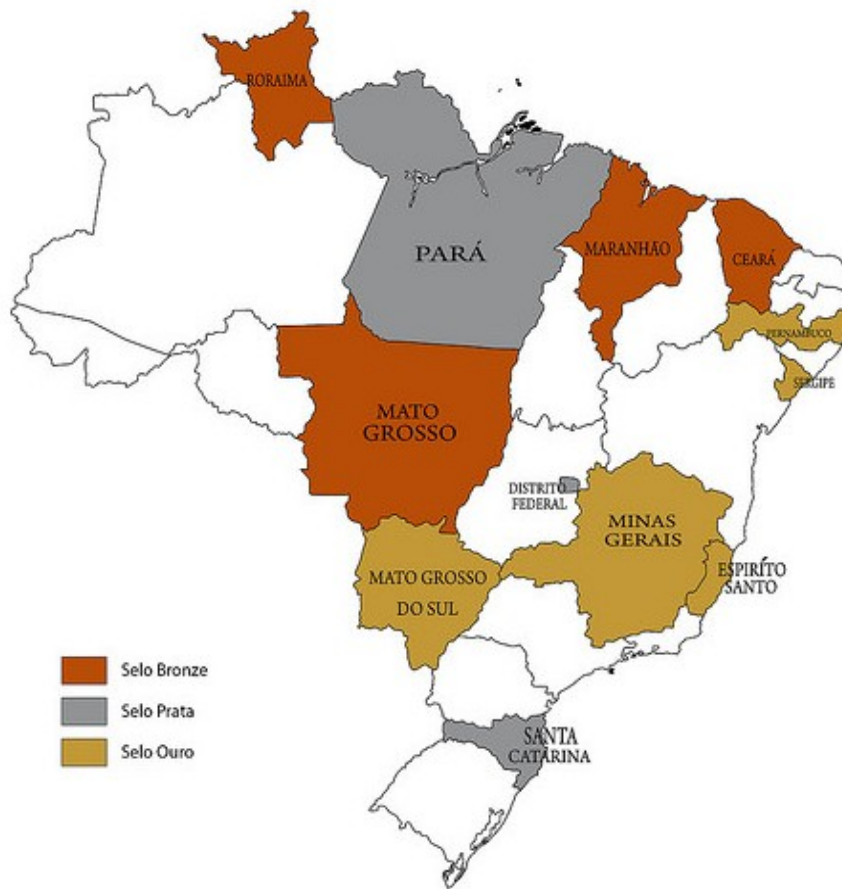 RORAIMA
PARÁ
MARANHÃO
CEARÁ
PERNAMBUCO
SERGIPE
MATO
GROSSO
DISTRITO
FEDERAL
MINAS
GERAIS
ESPIRÍTO
SANTO
MATO GROSSO
DO SUL
SANTA
CATARINA
Selo Bronze
Selo Prata
Selo Ouro